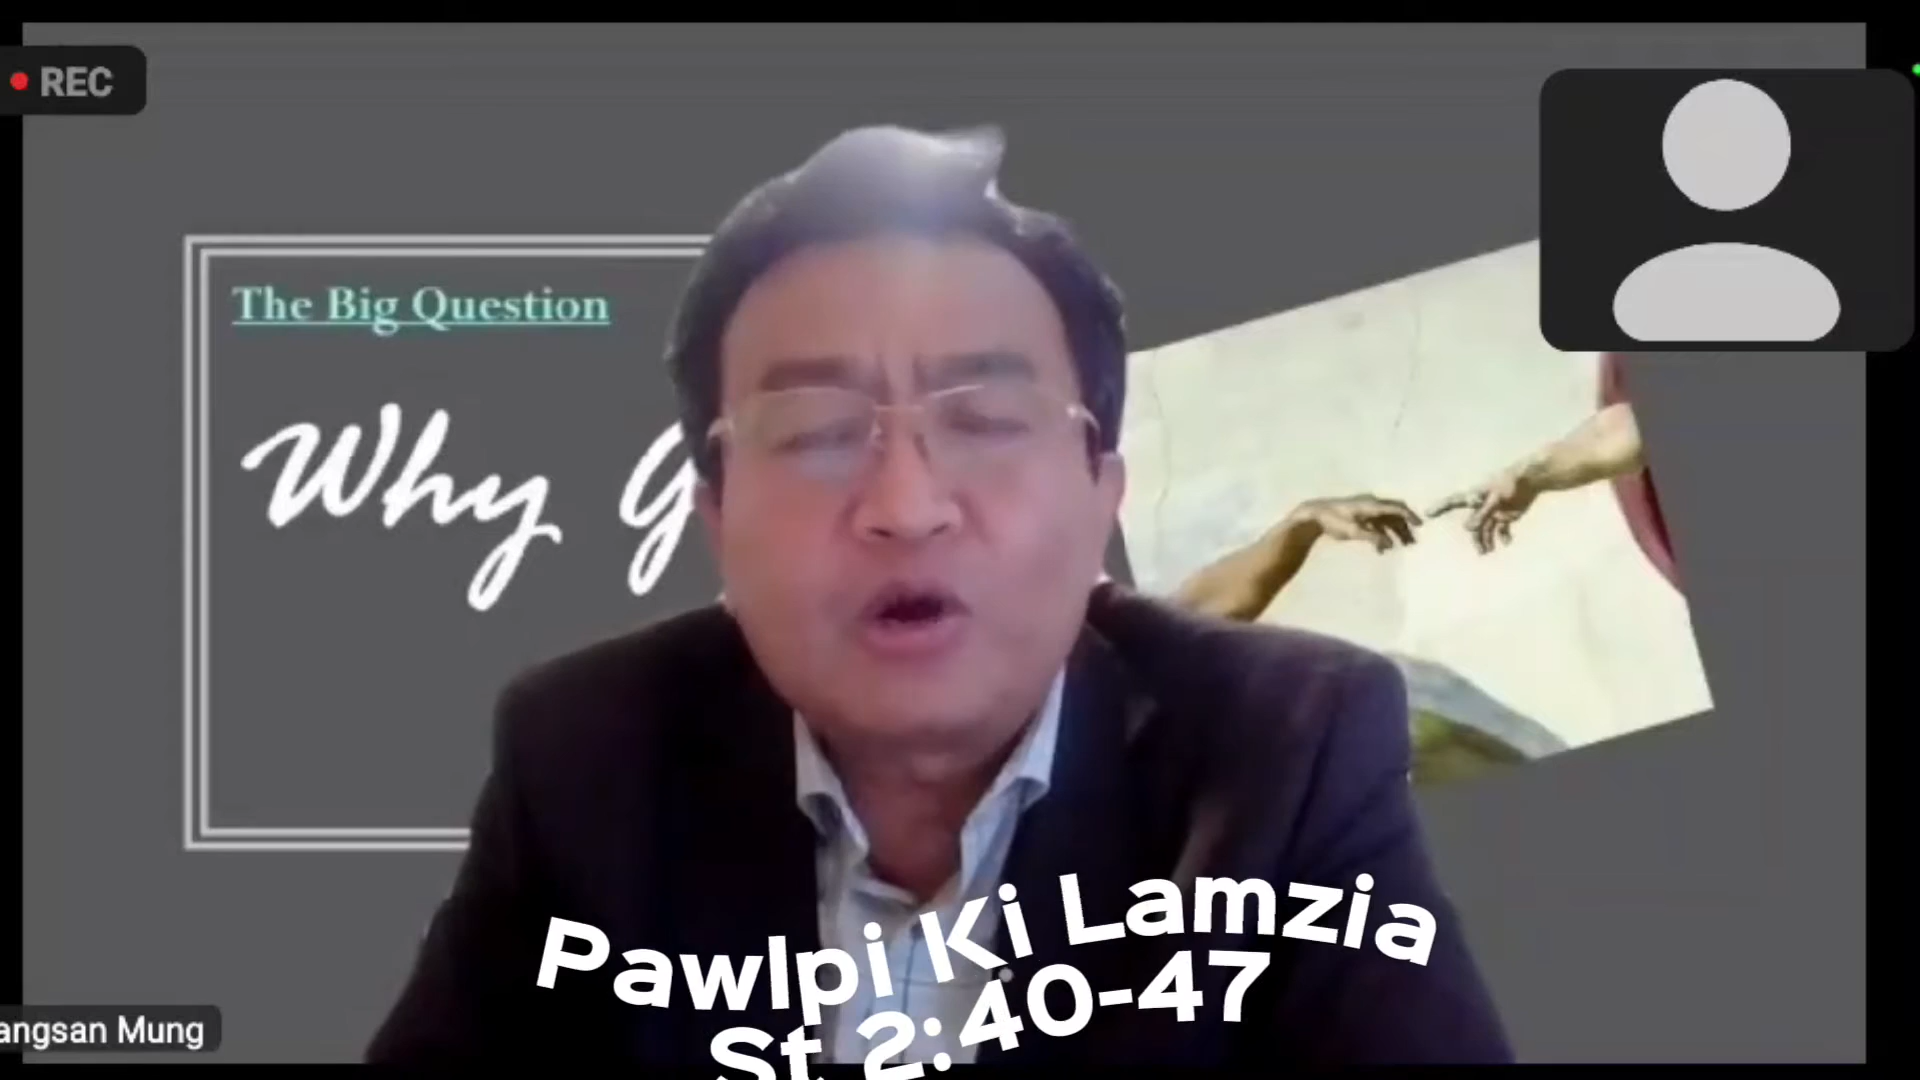 REC
The Big Question
Why G
angsan Mung
Pawlpi Ki Lamzia
St 2:40-47